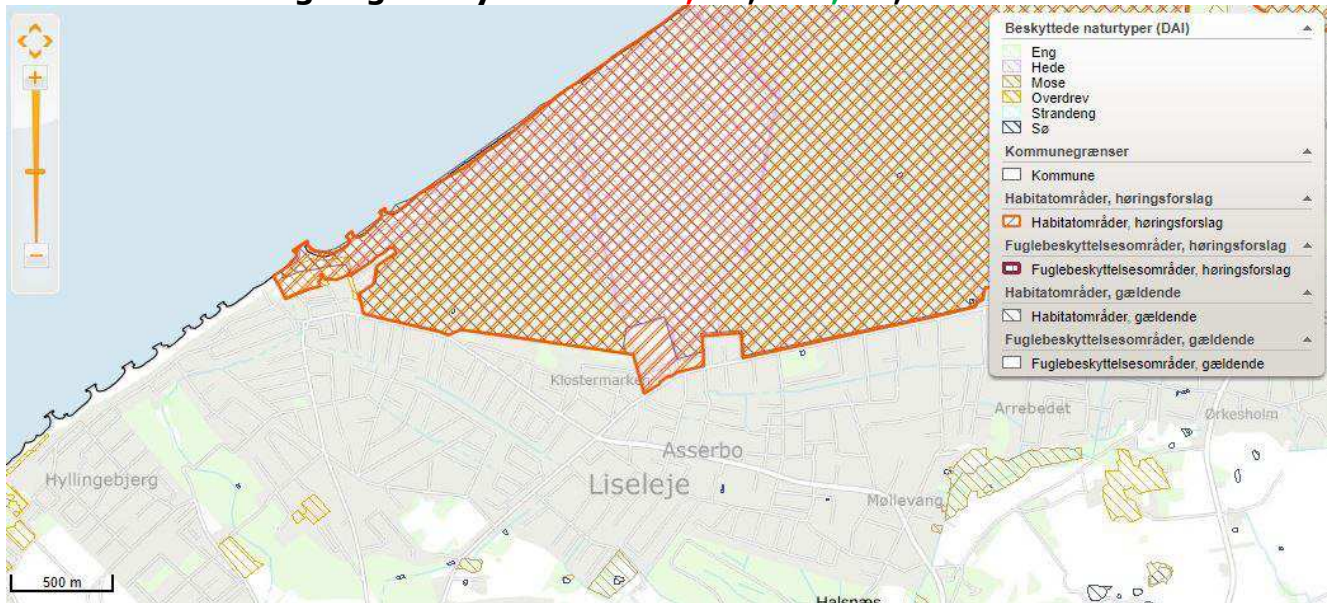 Beskyttede naturtyper (DAI)
Eng
Hede
Mose
Overdrev
Strandeng
Sø
Kommunegrænser
Kommune
Habitatområder, høringsforslag
Habitatområder, høringsforslag
Fuglebeskyttelsesområder, høringsforslag
Fuglebeskyttelsesområder, høringsforslag
Habitatområder, gældende
Habitatområder, gældende
Fuglebeskyttelsesområder, gældende
Fuglebeskyttelsesområder, gældende
Klostermarken
Arrebedet
Ørkesholm
Asserbo
Hyllingebjerg
Liseleje
Møllevang
500 m
Halsnæs